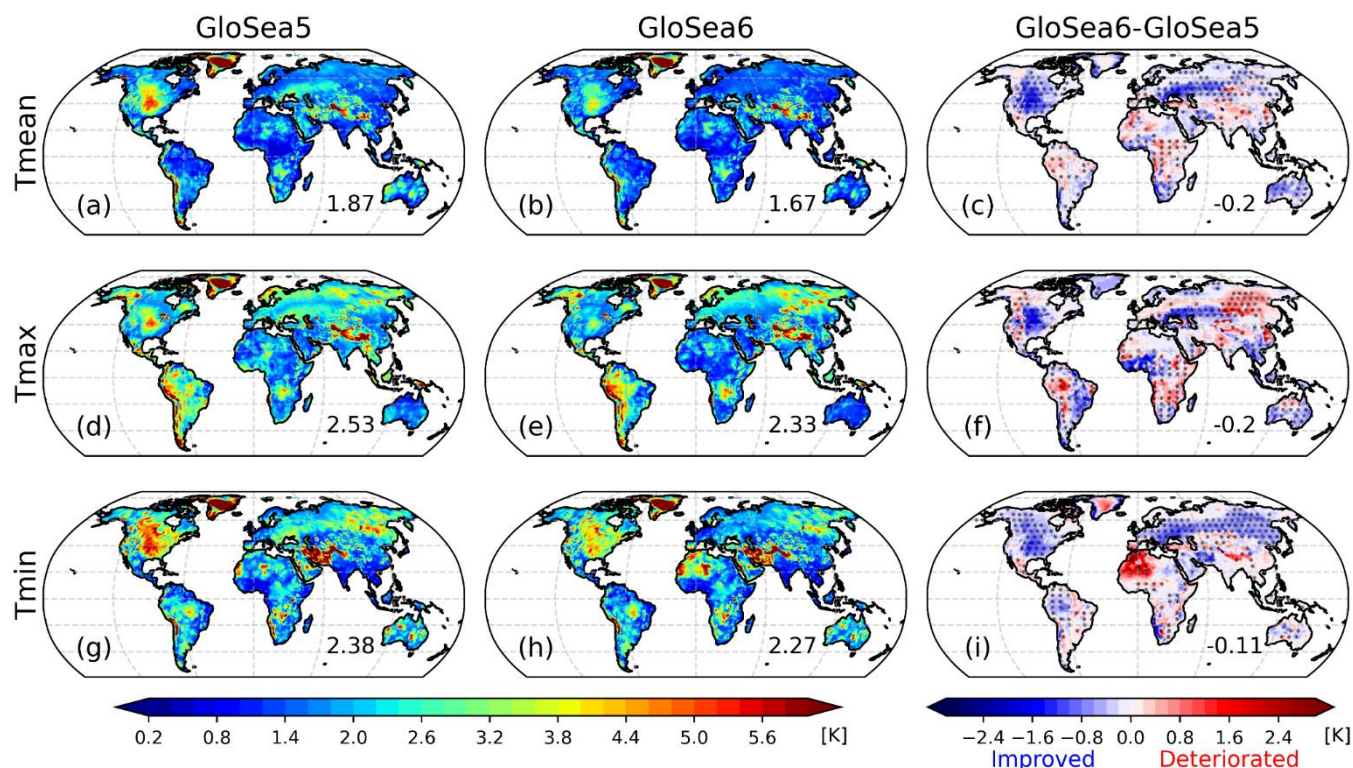 GloSea5 GloSea6 GloSea6-GloSea5
Tmean
(a) 1.87 (b) 1.67 (c) -0.2
Tmax
(d) 2.53 (e) 2.33 (f) -0.2
Tmin
(g) 2.38 (h) 2.27 (i) -0.11
0.2 0.8 1.4 2.0 2.6 3.2 3.8 4.4 5.0 5.6 [K] −2.4 −1.6 −0.8 0.0 0.8 1.6 2.4 [K]
Improved Deteriorated